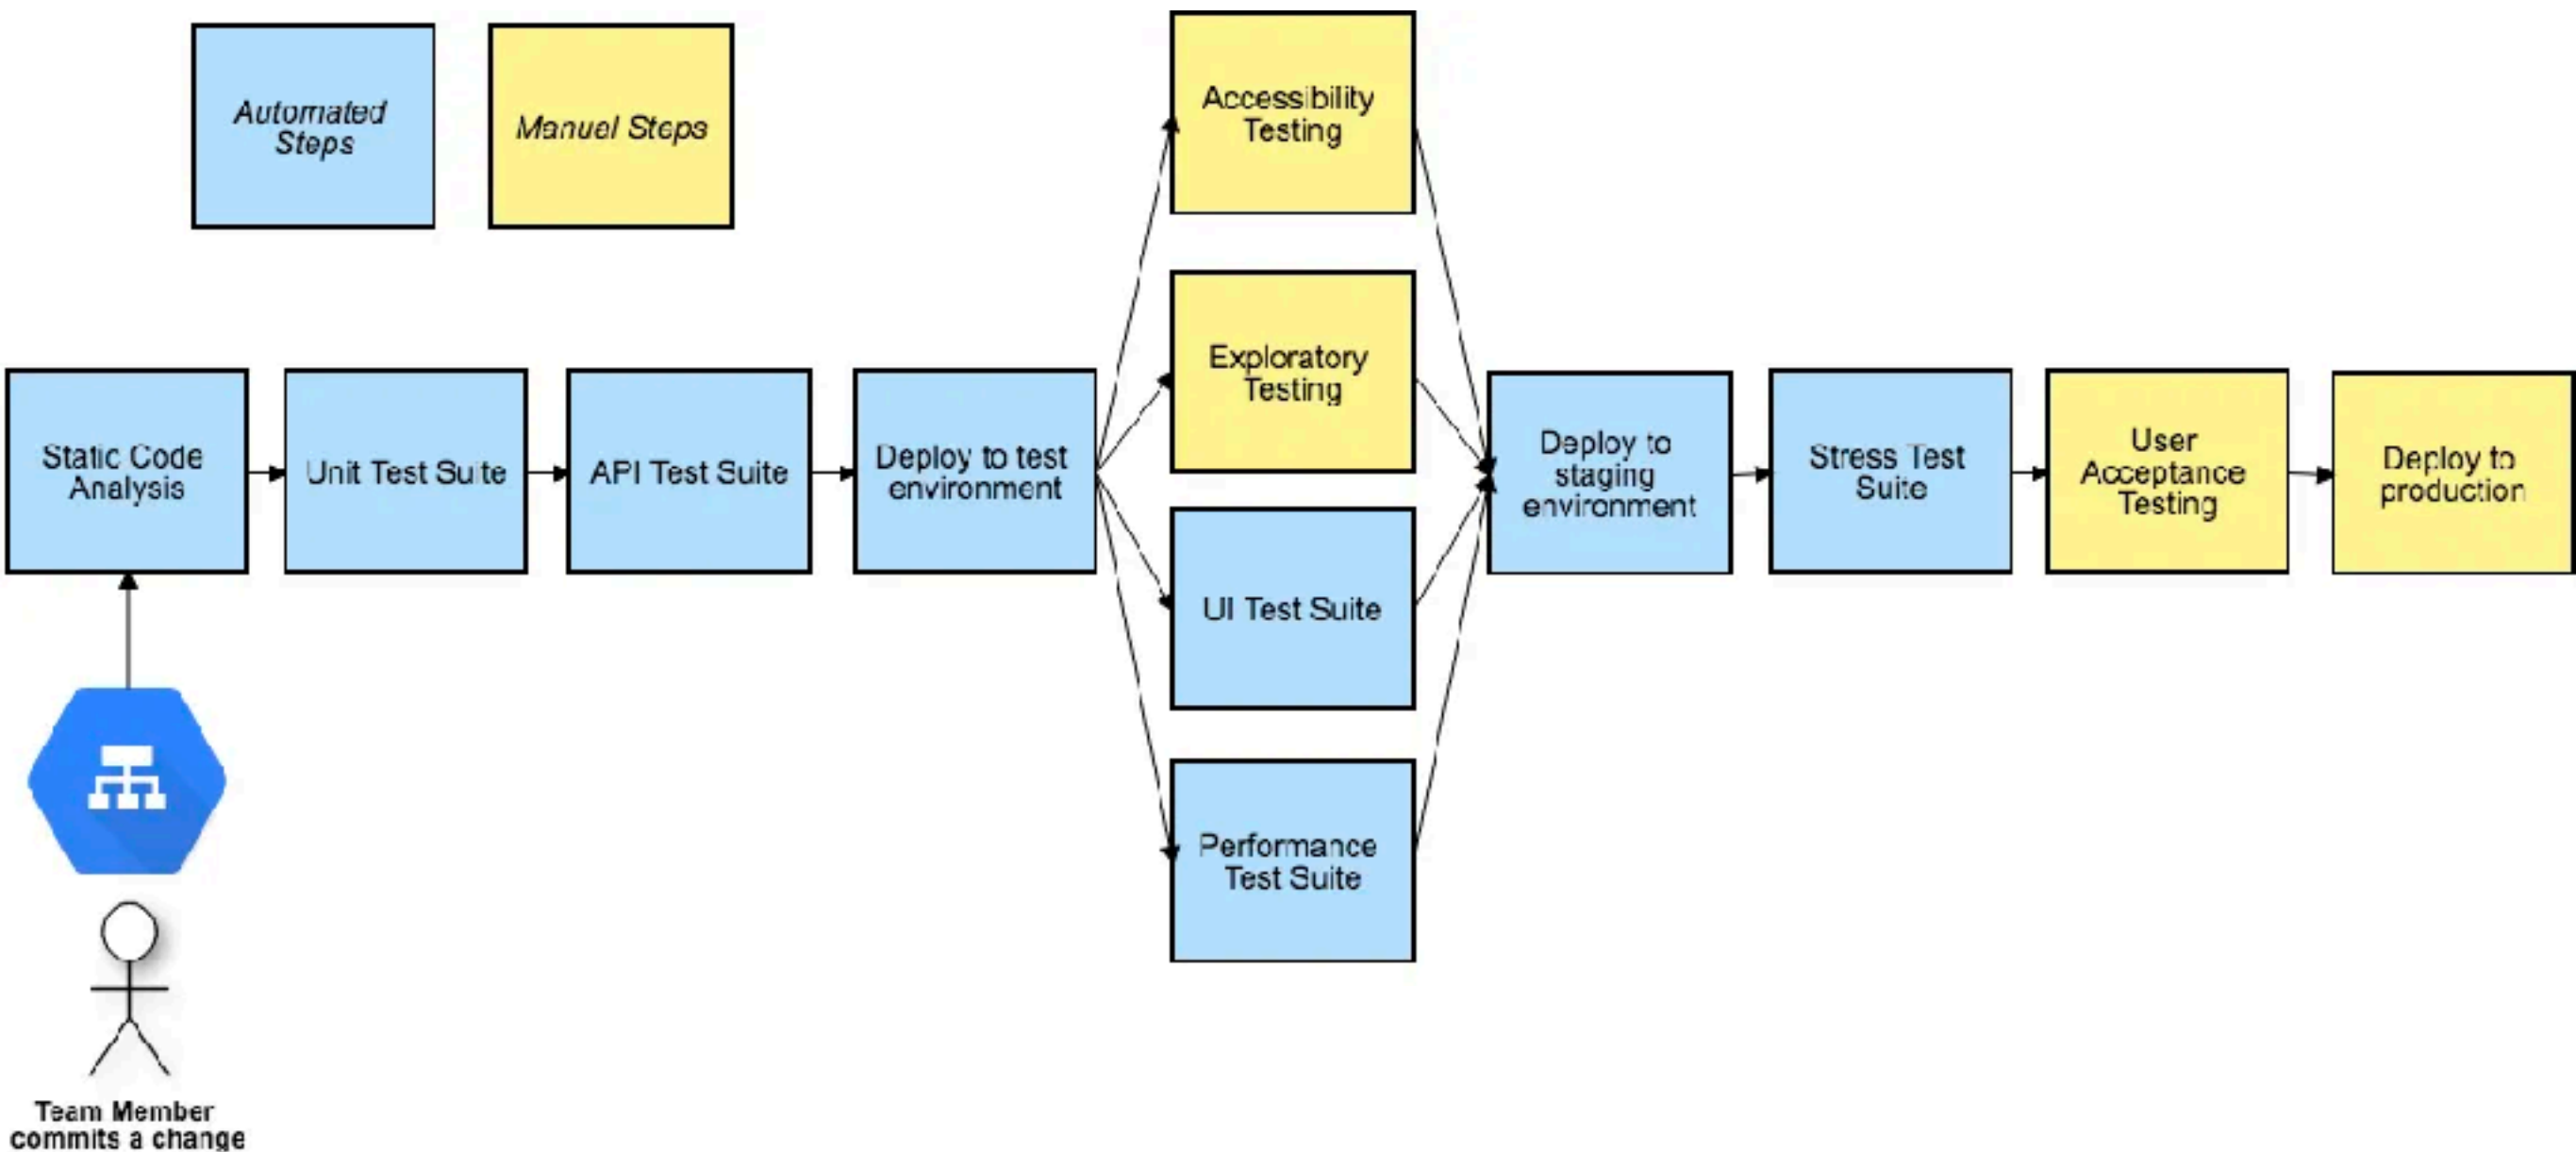 Automated
Steps
Manuel Steps
Accessibility
Testing
Exploratory
Testing
Static Code
Analysis
Unit Test Suite
API Test Suite
Deploy to test
environment
UI Test Suite
Performance
Test Suite
Deploy to
staging
environment
Stress Test
Suite
User
Acceptance
Testing
Deploy to
production
Team Member
commits a change